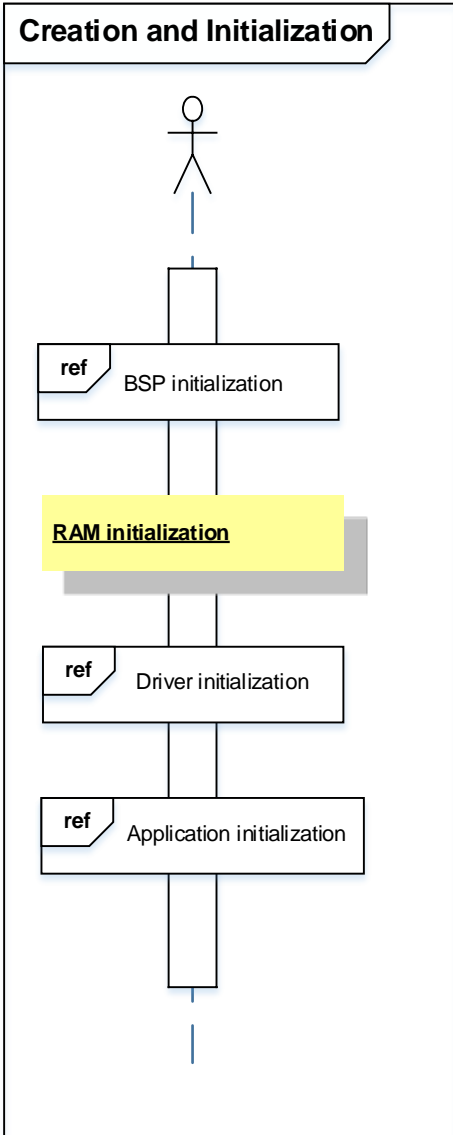 Creation and Initialization
ref
BSP initialization
RAM initialization
ref
Driver initialization
ref
Application initialization